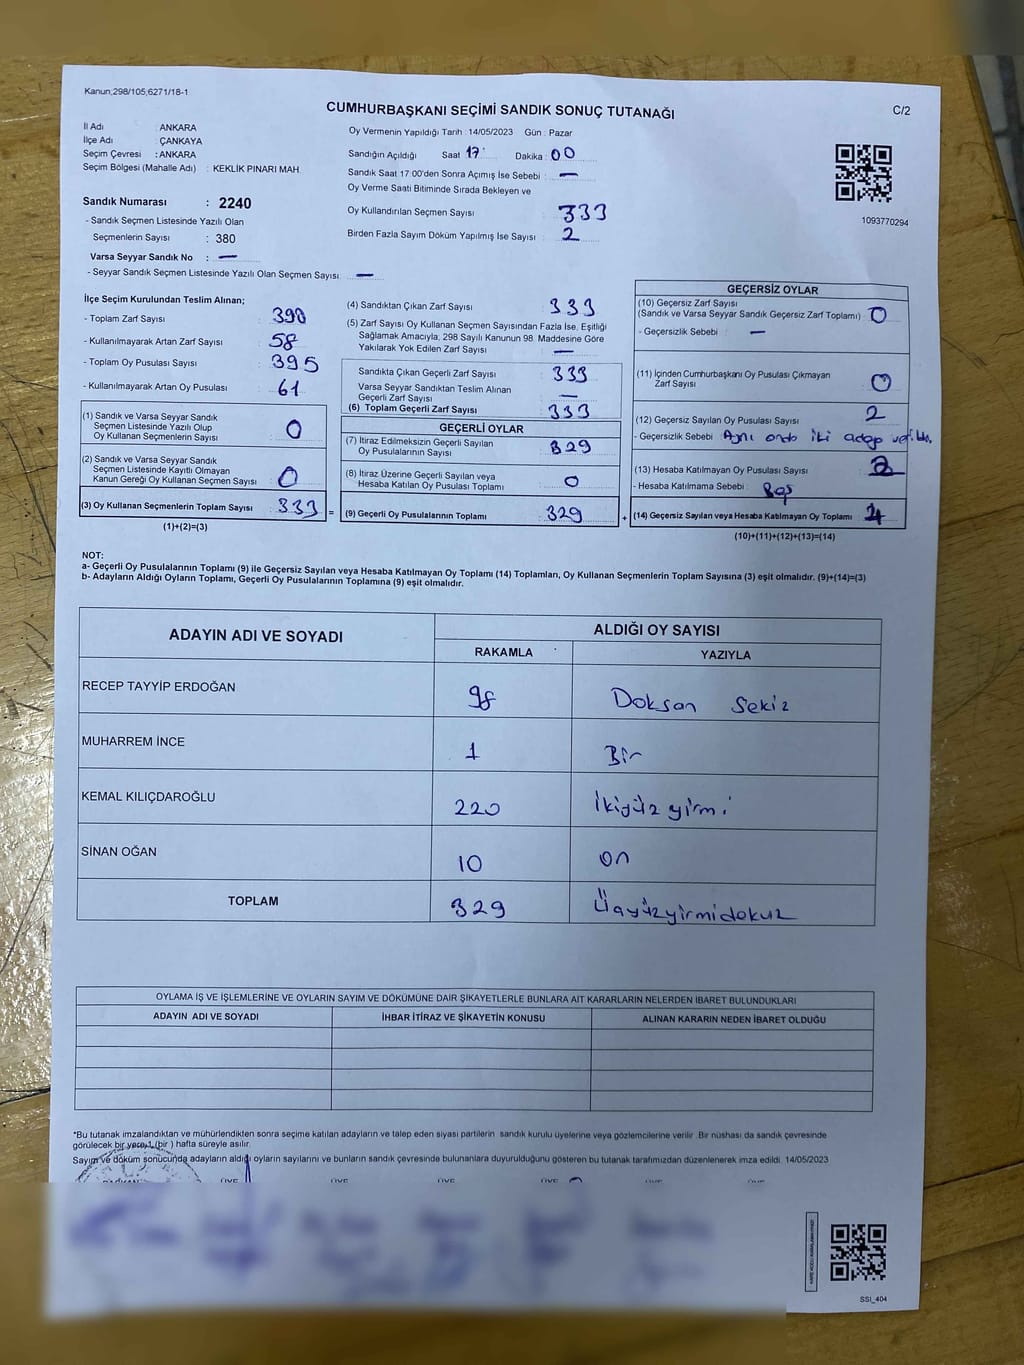 Kanun;298/105;6271/18-1
CUMHURBAŞKANI SEÇİMİ SANDIK SONUÇ TUTANAĞI
C/2
İl Adı : ANKARA
İlçe Adı : ÇANKAYA
Seçim Çevresi : ANKARA
Seçim Bölgesi (Mahalle Adı) : KEKLİK PINARI MAH.
Sandık Numarası : 2240
- Sandık Seçmen Listesinde Yazılı Olan
Seçmenlerin Sayısı : 380
Varsa Seyyar Sandık No : —
- Seyyar Sandık Seçmen Listesinde Yazılı Olan Seçmen Sayısı : —
Oy Vermenin Yapıldığı Tarih : 14/05/2023 Gün : Pazar
Sandığın Açıldığı Saat : 17 Dakika : 00
Sandık Saat 17:00'den Sonra Açımış İse Sebebi : —
Oy Verme Saati Bitiminde Sırada Bekleyen ve
Oy Kullandırılan Seçmen Sayısı : 333
Birden Fazla Sayım Döküm Yapılmış İse Sayısı : 2
1093770294
İlçe Seçim Kurulundan Teslim Alınan;
- Toplam Zarf Sayısı : 390
- Kullanılmayarak Artan Zarf Sayısı : 58
- Toplam Oy Pusulası Sayısı : 395
- Kullanılmayarak Artan Oy Pusulası : 61
(1) Sandık ve Varsa Seyyar Sandık
Seçmen Listesinde Yazılı Olup
Oy Kullanan Seçmenlerin Sayısı : 0
(2) Sandık ve Varsa Seyyar Sandık
Seçmen Listesinde Kayıtlı Olmayan
Kanun Gereği Oy Kullanan Seçmen Sayısı : 0
(3) Oy Kullanan Seçmenlerin Toplam Sayısı : 333 =
(1)+(2)=(3)
(4) Sandıktan Çıkan Zarf Sayısı : 333
(5) Zarf Sayısı Oy Kullanan Seçmen Sayısından Fazla İse, Eşitliği
Sağlamak Amacıyla, 298 Sayılı Kanunun 98. Maddesine Göre
Yakılarak Yok Edilen Zarf Sayısı : —
Sandıkta Çıkan Geçerli Zarf Sayısı : 333
Varsa Seyyar Sandıktan Teslim Alınan
Geçerli Zarf Sayısı : —
(6) Toplam Geçerli Zarf Sayısı : 333
GEÇERLİ OYLAR
(7) İtiraz Edilmeksizin Geçerli Sayılan
Oy Pusulalarının Sayısı : 329
(8) İtiraz Üzerine Geçerli Sayılan veya
Hesaba Katılan Oy Pusulaları Toplamı : 0
(9) Geçerli Oy Pusulalarının Toplamı : 329 +
GEÇERSİZ OYLAR
(10) Geçersiz Zarf Sayısı
(Sandık ve Varsa Seyyar Sandık Geçersiz Zarf Toplamı) : 0
- Geçersizlik Sebebi : —
(11) İçinden Cumhurbaşkanı Oy Pusulası Çıkmayan
Zarf Sayısı : 0
(12) Geçersiz Sayılan Oy Pusulası Sayısı : 2
- Geçersizlik Sebebi : Aynı anda iki adaya
(13) Hesaba Katılmayan Oy Pusulası Sayısı : 2
- Hesaba Katılmama Sebebi : Boş
(14) Geçersiz Sayılan veya Hesaba Katılmayan Oy Toplamı : 4
(10)+(11)+(12)+(13)=(14)
NOT:
a- Geçerli Oy Pusulalarının Toplamı (9) ile Geçersiz Sayılan veya Hesaba Katılmayan Oy Toplamı (14) Toplamları, Oy Kullanan Seçmenlerin Toplam Sayısına (3) eşit olmalıdır. (9)+(14)=(3)
b- Adayların Aldığı Oyların Toplamı, Geçerli Oy Pusulalarının Toplamına (9) eşit olmalıdır.
ADAYIN ADI VE SOYADI ALDIĞI OY SAYISI
RAKAMLA YAZIYLA
RECEP TAYYİP ERDOĞAN 98 Doksan Sekiz
MUHARREM İNCE 1 Bir
KEMAL KILIÇDAROĞLU 220 İkiyüz yirmi
SİNAN OĞAN 10 on
TOPLAM 329 Üçyüzyirmidokuz
OYLAMA İŞ VE İŞLEMLERİNE VE OYLARIN SAYIM VE DÖKÜMÜNE DAİR ŞİKAYETLERLE BUNLARA AİT KARARLARIN NELERDEN İBARET BULUNDUKLARI
ADAYIN ADI VE SOYADI İHBAR İTİRAZ VE ŞİKAYETİN KONUSU ALINAN KARARIN NEDEN İBARET OLDUĞU
*Bu tutanak imzalandıktan ve mühürlendikten sonra seçime katılan adayların ve talep eden siyasi partilerin sandık kurulu üyelerine veya gözlemcilerine verilir. Bir nüshası da sandık çevresinde
görülecek bir yere 1 (bir ) hafta süreyle asılır.
Sayım ve döküm sonucunda adayların aldığı oyların sayılarını ve bunların sandık çevresinde bulunanlara duyurulduğunu gösteren bu tutanak tarafımızdan düzenlenerek imza edildi. 14/05/2023
ÜYE ÜYE ÜYE ÜYE
SSI_404